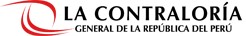 LA CONTRALORÍA
GENERAL DE LA REPÚBLICA DEL PERÚ